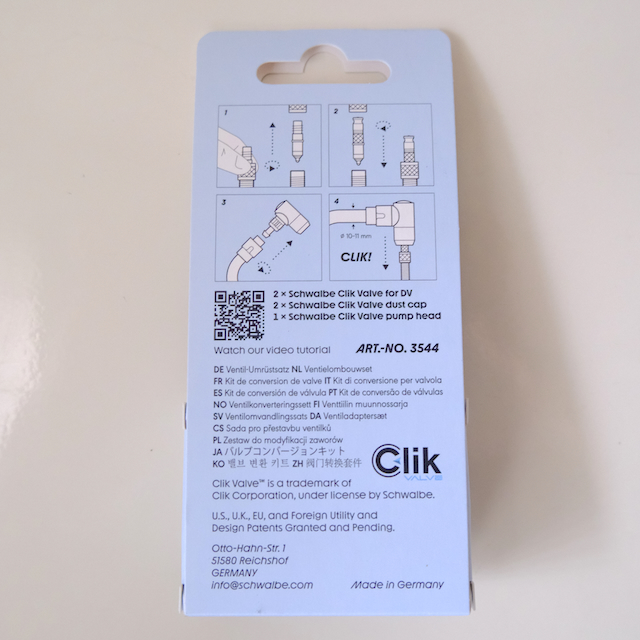 1
2
3
4
ø 10-11 mm
CLIK!
2 × Schwalbe Clik Valve for DV
2 × Schwalbe Clik Valve dust cap
1 × Schwalbe Clik Valve pump head
Watch our video tutorial
ART.-NO. 3544
DE Ventil-Umrüstsatz NL Ventielombouwset
FR Kit de conversion de valve IT Kit di conversione per valvola
ES Kit de conversión de válvula PT Kit de conversão de válvulas
NO Ventilkonverteringssett FI Venttiilin muunnossarja
SV Ventilomvandlingssats DA Ventiladaptersæt
CS Sada pro přestavbu ventilků
PL Zestaw do modyfikacji zaworów
JA バルブコンバージョンキット
KO 밸브 변환 키트 ZH 阀门转换套件
Clik
VALVE
Clik Valve™ is a trademark of
Clik Corporation, under license by Schwalbe.
U.S., U.K., EU, and Foreign Utility and
Design Patents Granted and Pending.
Otto-Hahn-Str. 1
51580 Reichshof
GERMANY
info@schwalbe.com
Made in Germany